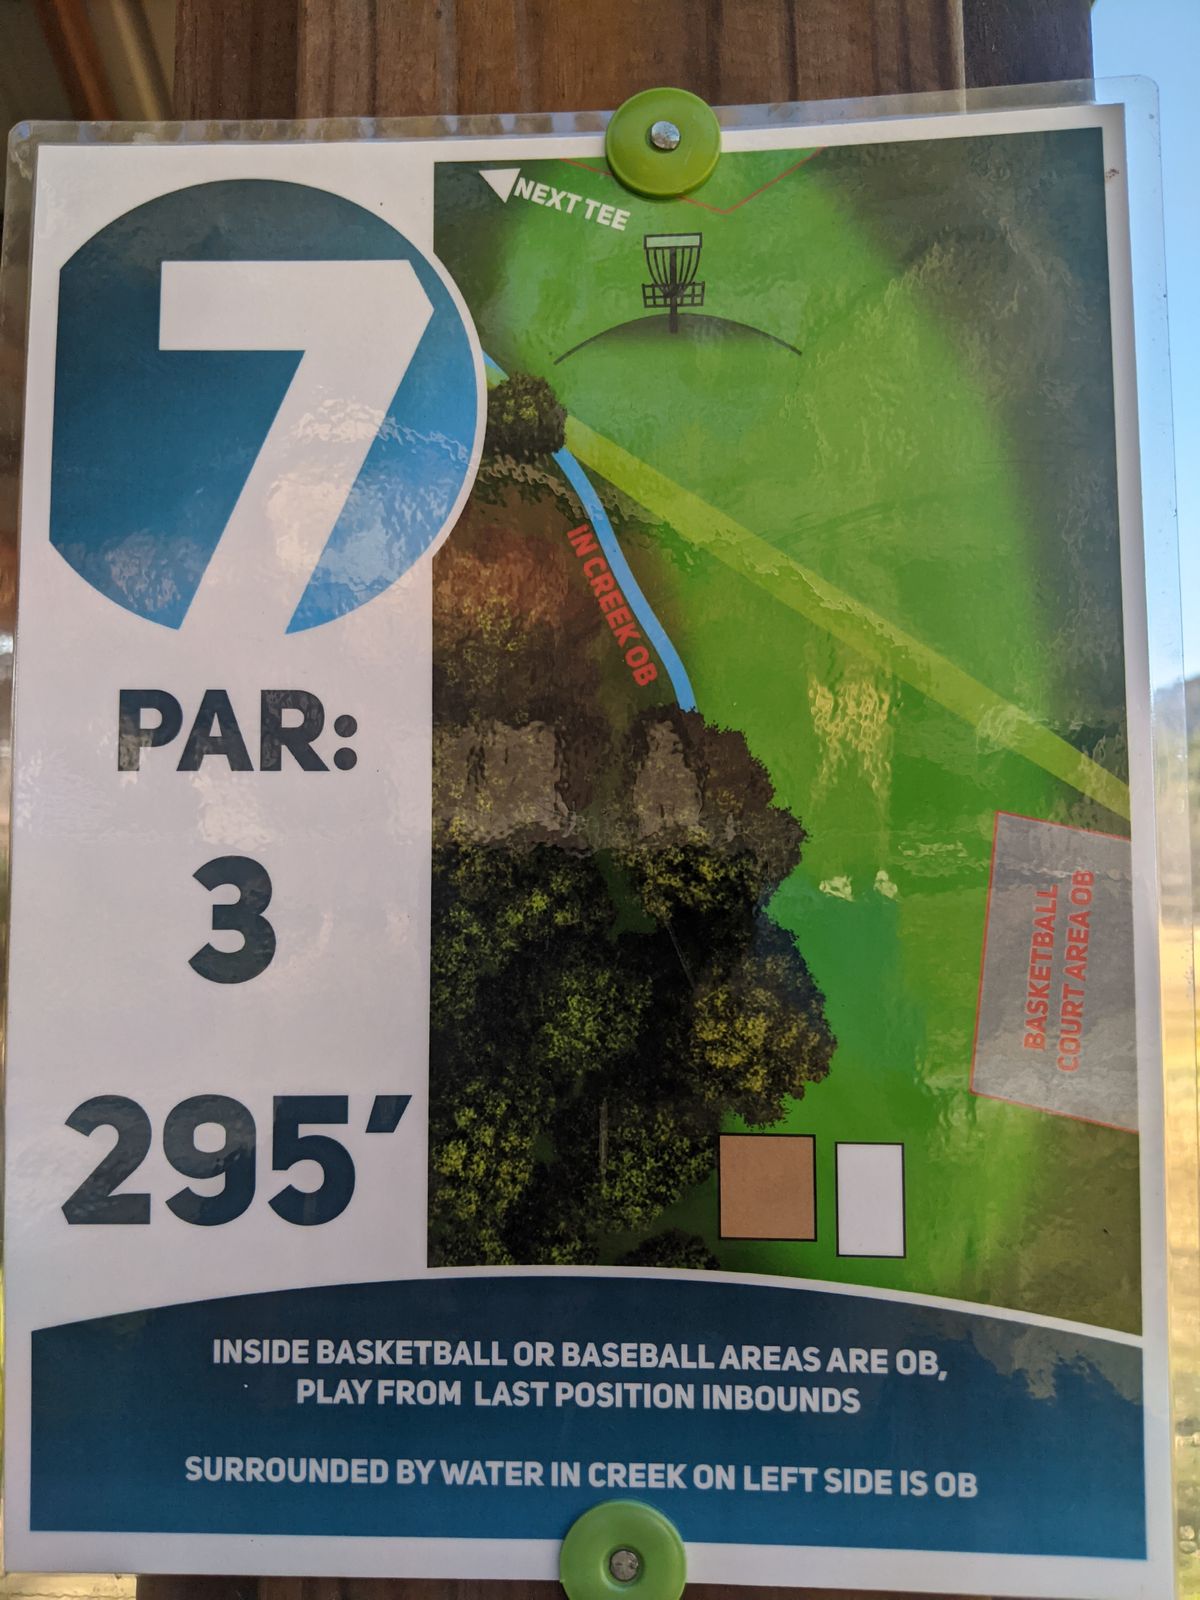 7
PAR:
3
295'
NEXT TEE
IN CREEK OB
BASKETBALL
COURT AREA OB
INSIDE BASKETBALL OR BASEBALL AREAS ARE OB,
PLAY FROM LAST POSITION INBOUNDS
SURROUNDED BY WATER IN CREEK ON LEFT SIDE IS OB